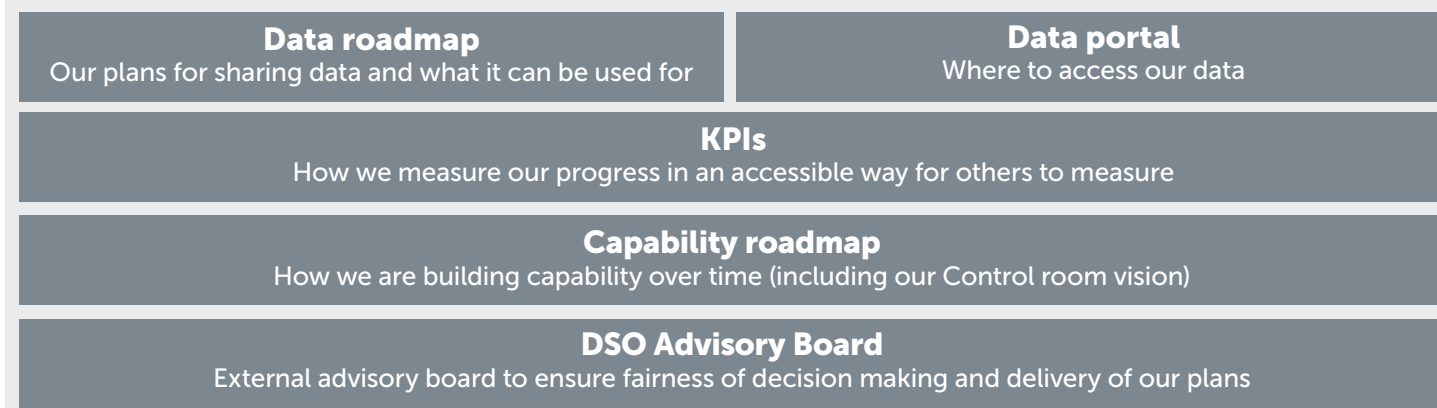 Data roadmap
Our plans for sharing data and what it can be used for
Data portal
Where to access our data
KPIs
How we measure our progress in an accessible way for others to measure
Capability roadmap
How we are building capability over time (including our Control room vision)
DSO Advisory Board
External advisory board to ensure fairness of decision making and delivery of our plans